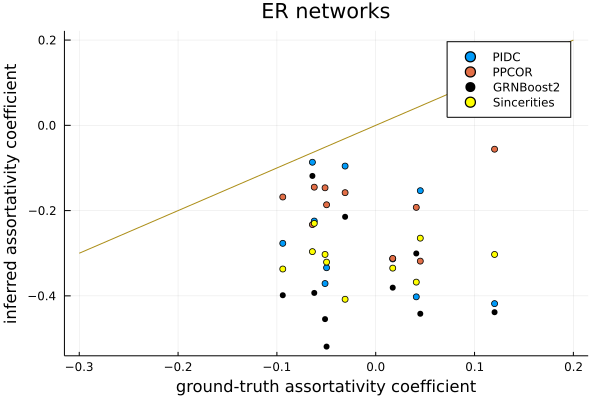 ER networks
inferred assortativity coefficient
0.2
0.0
−0.2
−0.4
PIDC
PPCOR
GRNBoost2
Sincerities
−0.3
−0.2
−0.1
0.0
0.1
0.2
ground-truth assortativity coefficient